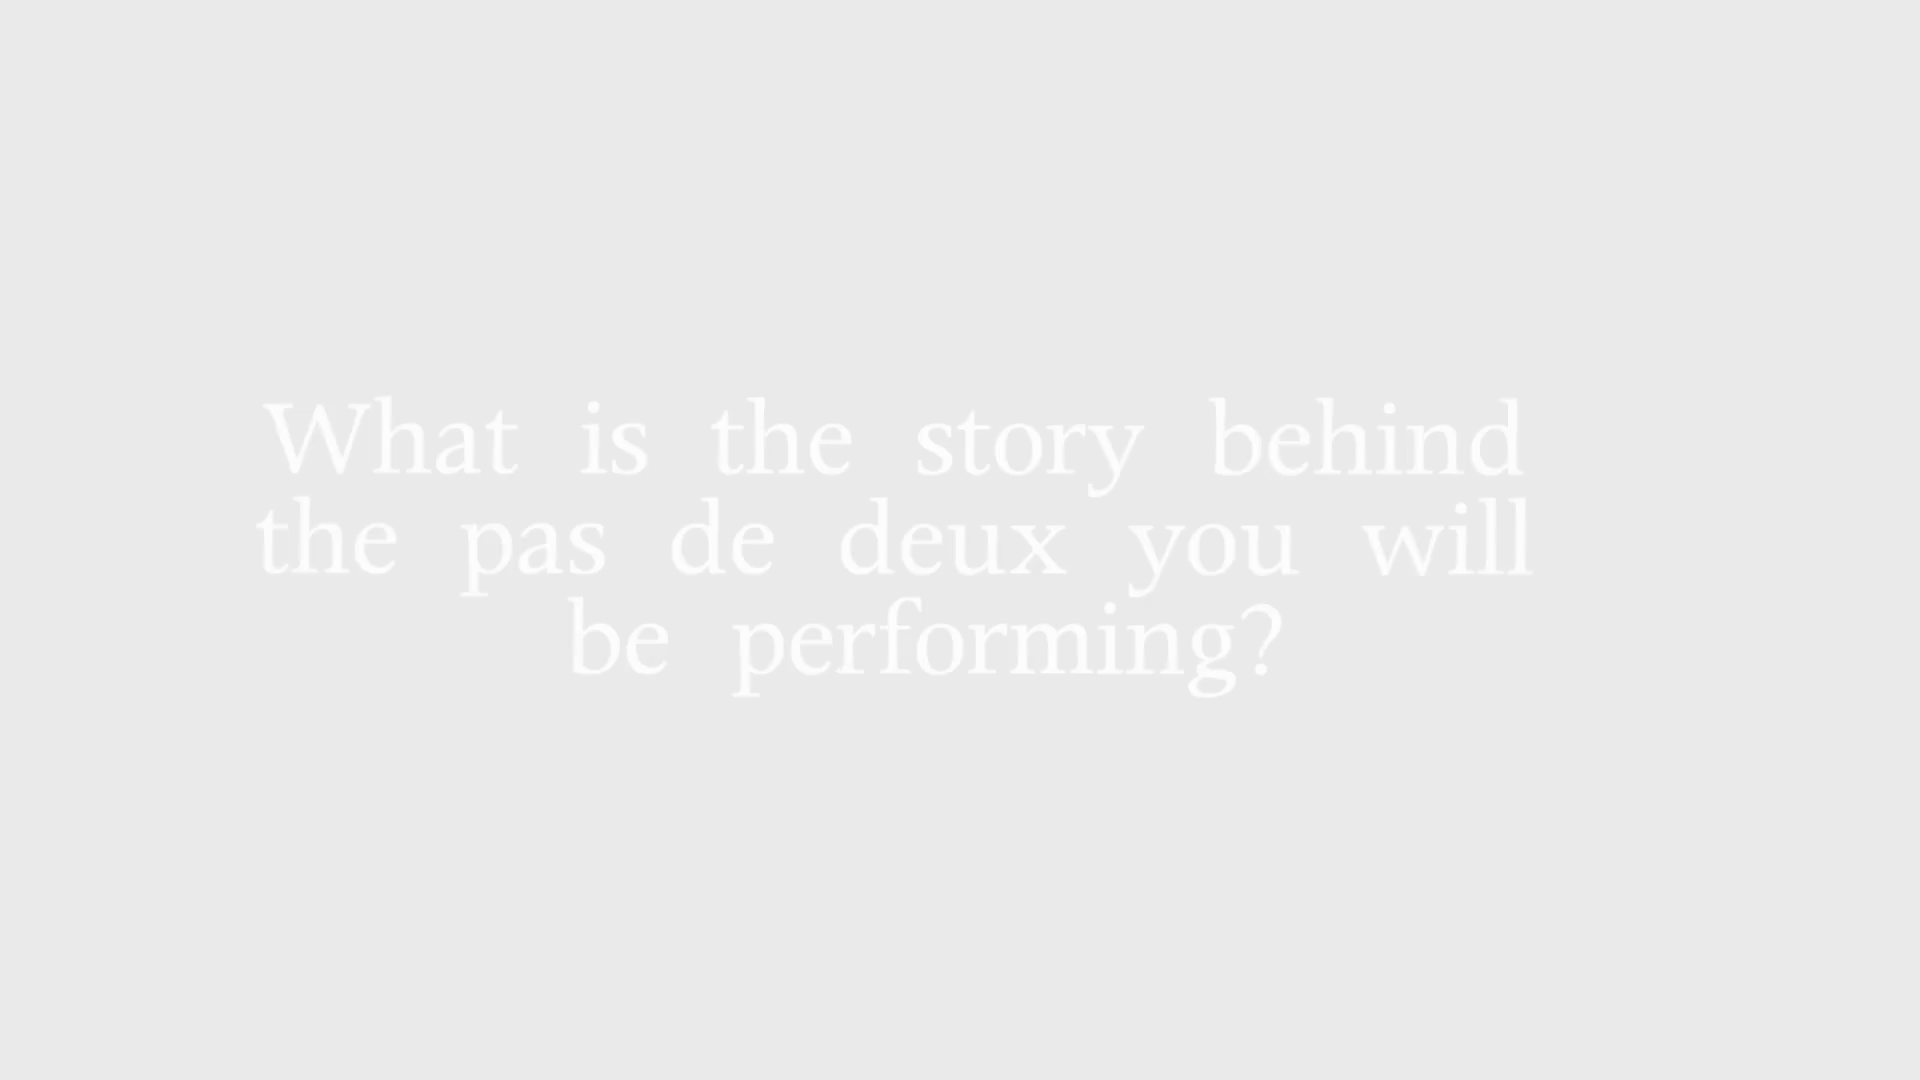 What is the story behind
the pas de deux you will
be performing?